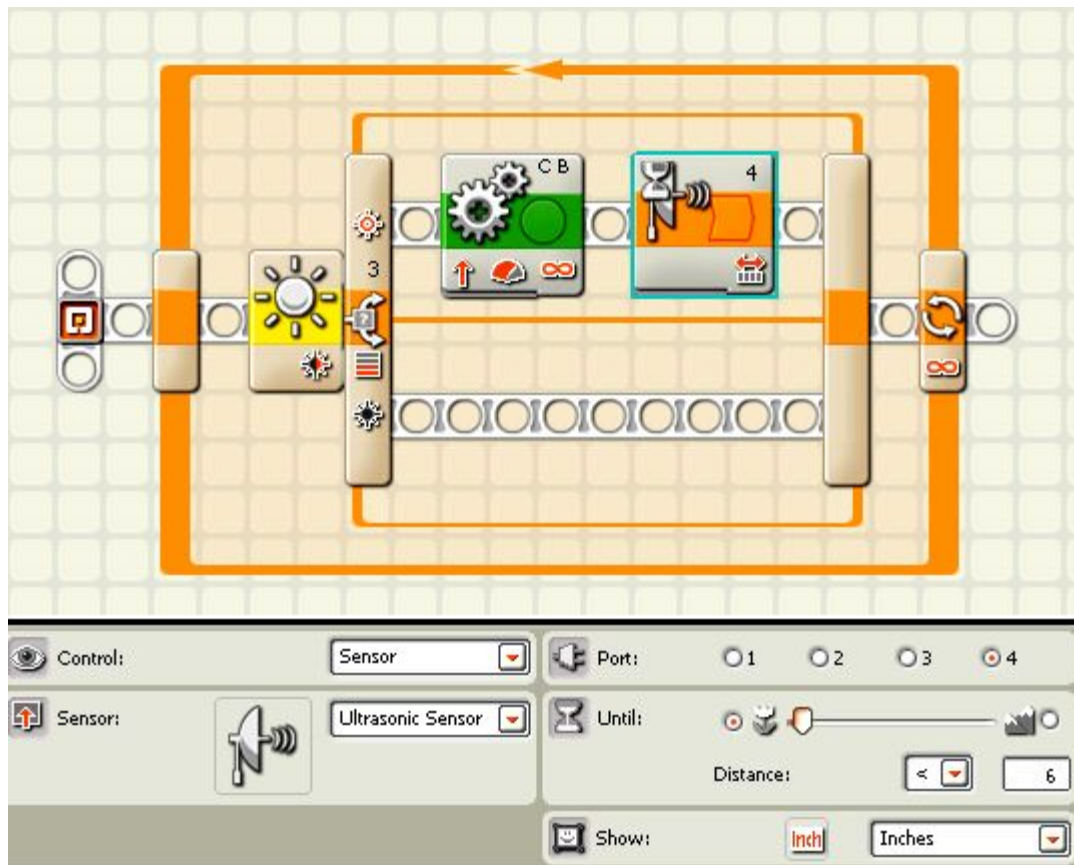 C B
4
3
Control:
Sensor
Port:
1
2
3
4
Sensor:
Ultrasonic Sensor
Until:
Distance:
<
6
Show:
Inch
Inches